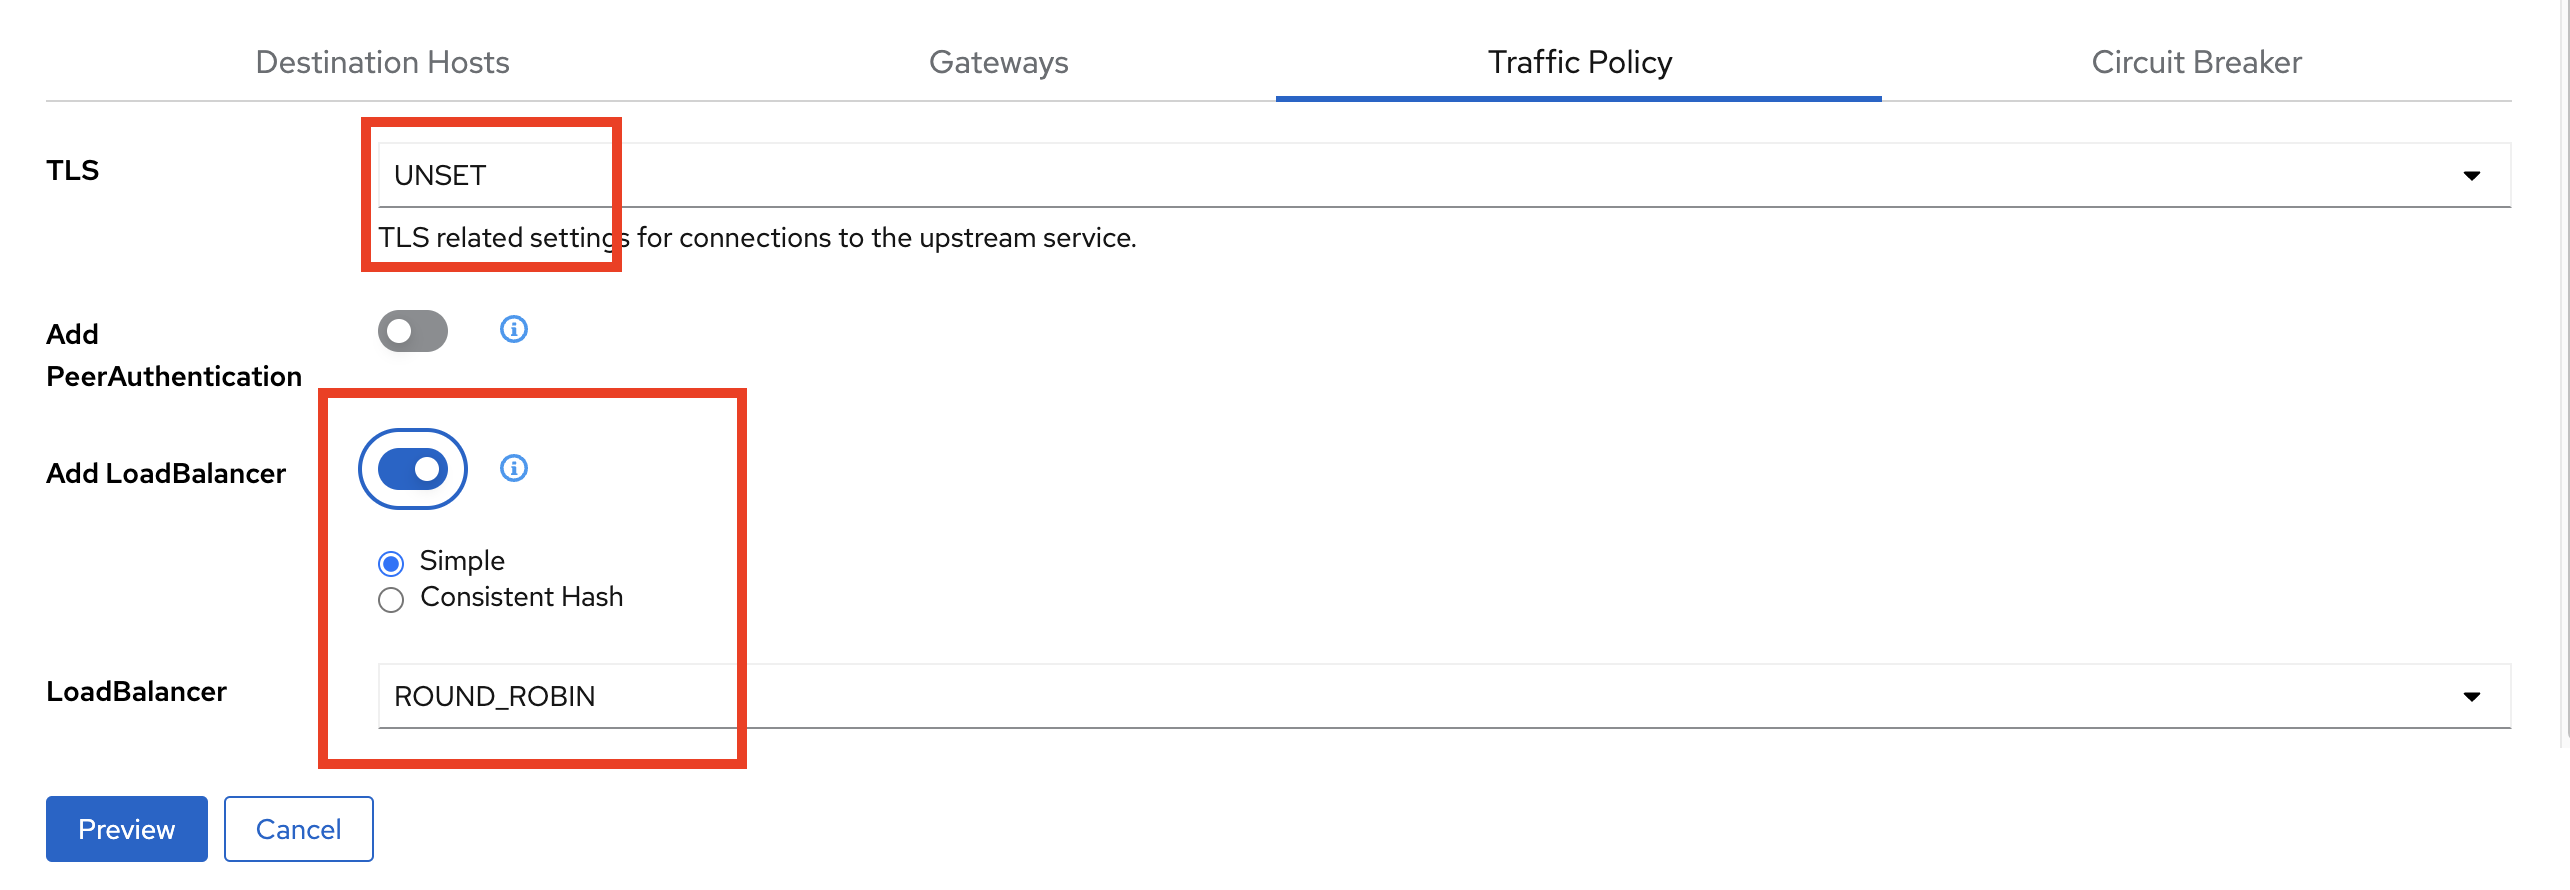 Destination Hosts
Gateways
Traffic Policy
Circuit Breaker
TLS
UNSET
TLS related settings for connections to the upstream service.
Add
PeerAuthentication
Add LoadBalancer
Simple
Consistent Hash
LoadBalancer
ROUND_ROBIN
Preview
Cancel